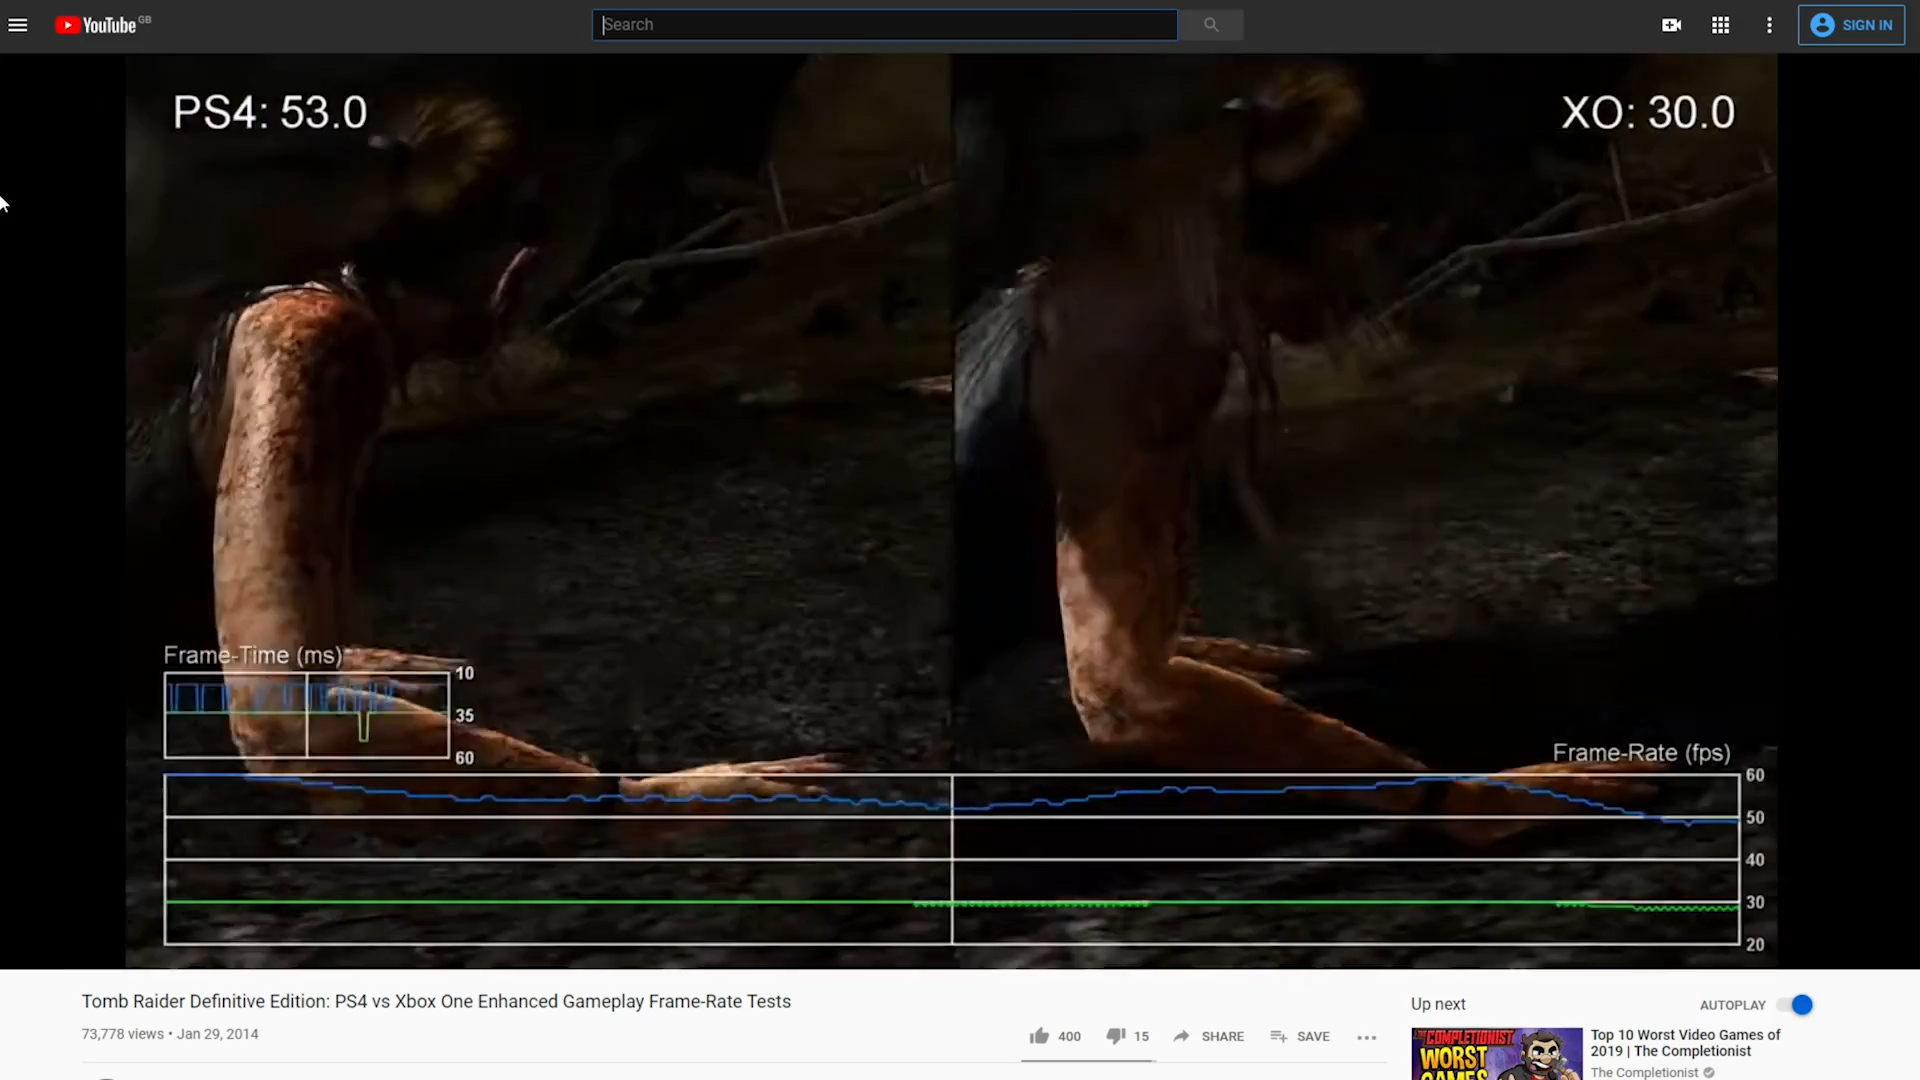 YouTube GB
Search
SIGN IN
PS4: 53.0
XO: 30.0
Frame-Time (ms)
10
35
60
Frame-Rate (fps)
60
50
40
30
20
Tomb Raider Definitive Edition: PS4 vs Xbox One Enhanced Gameplay Frame-Rate Tests
73,778 views • Jan 29, 2014
400
15
SHARE
SAVE
Up next
AUTOPLAY
THE COMPLETIONIST
WORST
GAMES
Top 10 Worst Video Games of
2019 | The Completionist
The Completionist